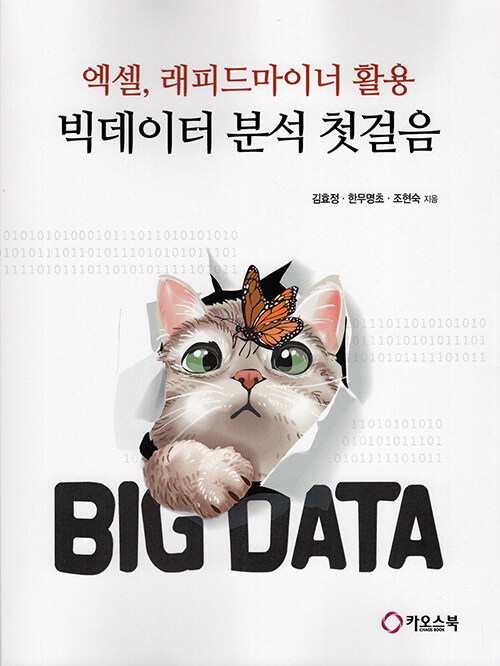 엑셀, 래피드마이너 활용
빅데이터 분석 첫걸음
김효정 · 한무명초 · 조현숙 지음
BIG DATA
카오스북
CHAOS BOOK